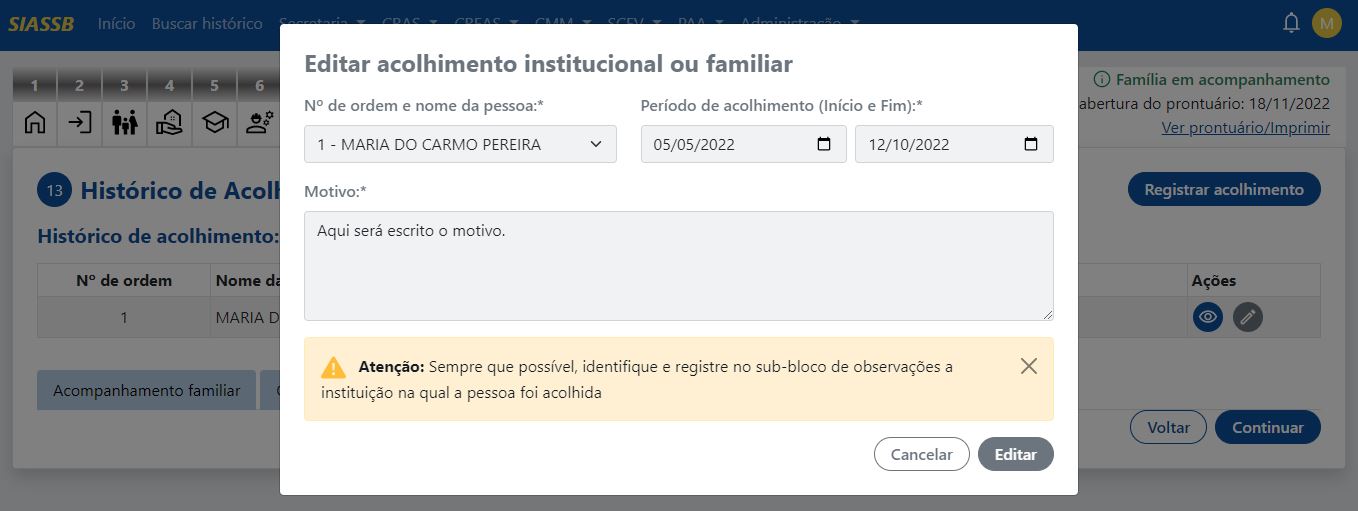 SIASSB Início Buscar histórico Secretaria CRAS CREAS CMM SCFV PAA Administração M
1 2 3 4 5 6
Família em acompanhamento
abertura do prontuário: 18/11/2022
Ver prontuário/Imprimir
13 Histórico de Acolh
Registrar acolhimento
Histórico de acolhimento:
Nº de ordem Nome da Ações
1 MARIA D
Acompanhamento familiar
Voltar Continuar
Editar acolhimento institucional ou familiar
Nº de ordem e nome da pessoa:* Período de acolhimento (Início e Fim):*
1 - MARIA DO CARMO PEREIRA 05/05/2022 12/10/2022
Motivo:*
Aqui será escrito o motivo.
Atenção: Sempre que possível, identifique e registre no sub-bloco de observações a
instituição na qual a pessoa foi acolhida
Cancelar Editar